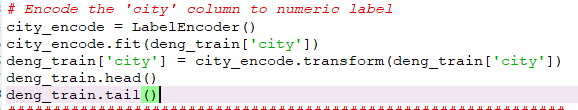 # Encode the 'city' column to numeric label
city_encode = LabelEncoder()
city_encode.fit(deng_train['city'])
deng_train['city'] = city_encode.transform(deng_train['city'])
deng_train.head()
deng_train.tail()